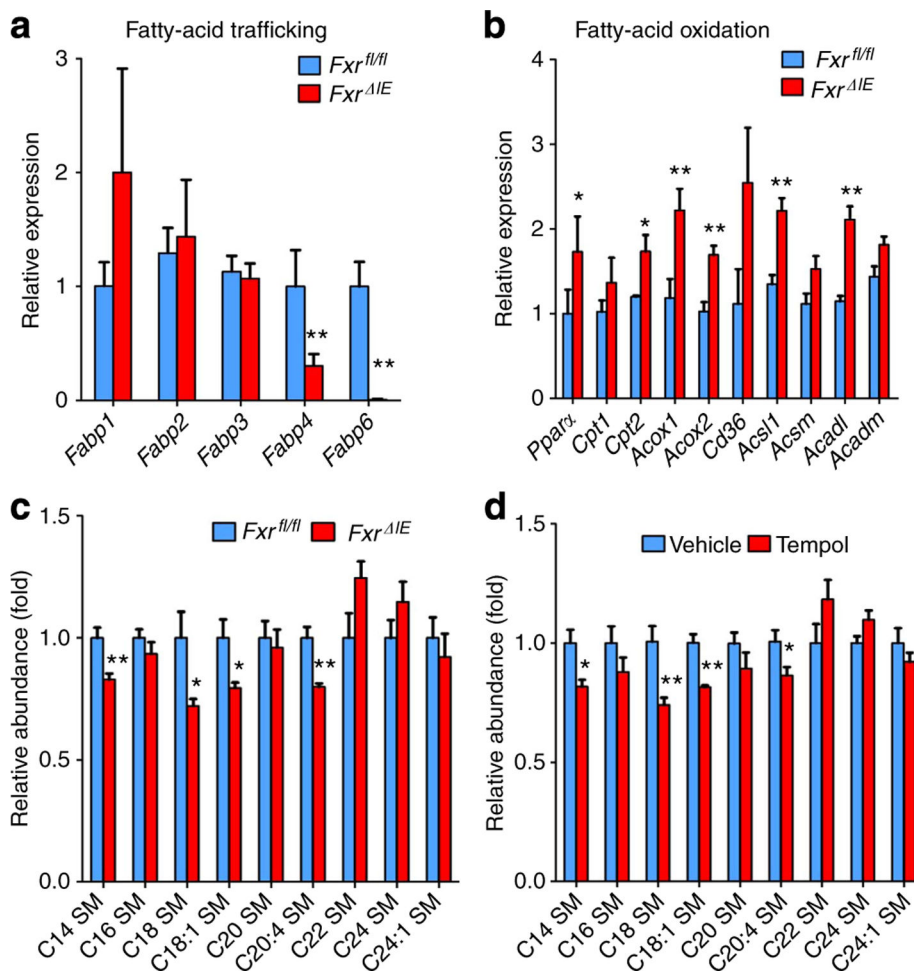 a
Fatty-acid trafficking
Fxr fl/fl
Fxr ΔIE
Relative expression
3
2
1
0
**
**
Fabp1
Fabp2
Fabp3
Fabp4
Fabp6
b
Fatty-acid oxidation
Fxr fl/fl
Fxr ΔIE
Relative expression
4
3
2
1
0
*
*
**
**
**
**
Pparα
Cpt1
Cpt2
Acox1
Acox2
Cd36
Acsl1
Acsm
Acadl
Acadm
c
Fxr fl/fl
Fxr ΔIE
Relative abundance (fold)
1.5
1.0
0.5
0.0
**
*
*
**
C14 SM
C16 SM
C18 SM
C18:1 SM
C20 SM
C20:4 SM
C22 SM
C24 SM
C24:1 SM
d
Vehicle
Tempol
Relative abundance (fold)
1.5
1.0
0.5
0.0
*
**
**
*
C14 SM
C16 SM
C18 SM
C18:1 SM
C20 SM
C20:4 SM
C22 SM
C24 SM
C24:1 SM